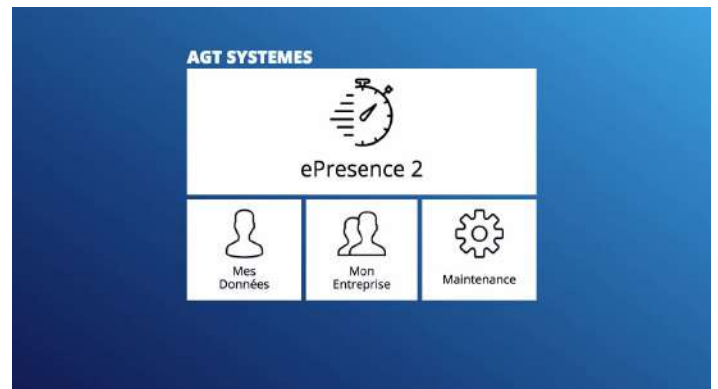 AGT SYSTEMES
ePresence 2
Mes
Données
Mon
Entreprise
Maintenance